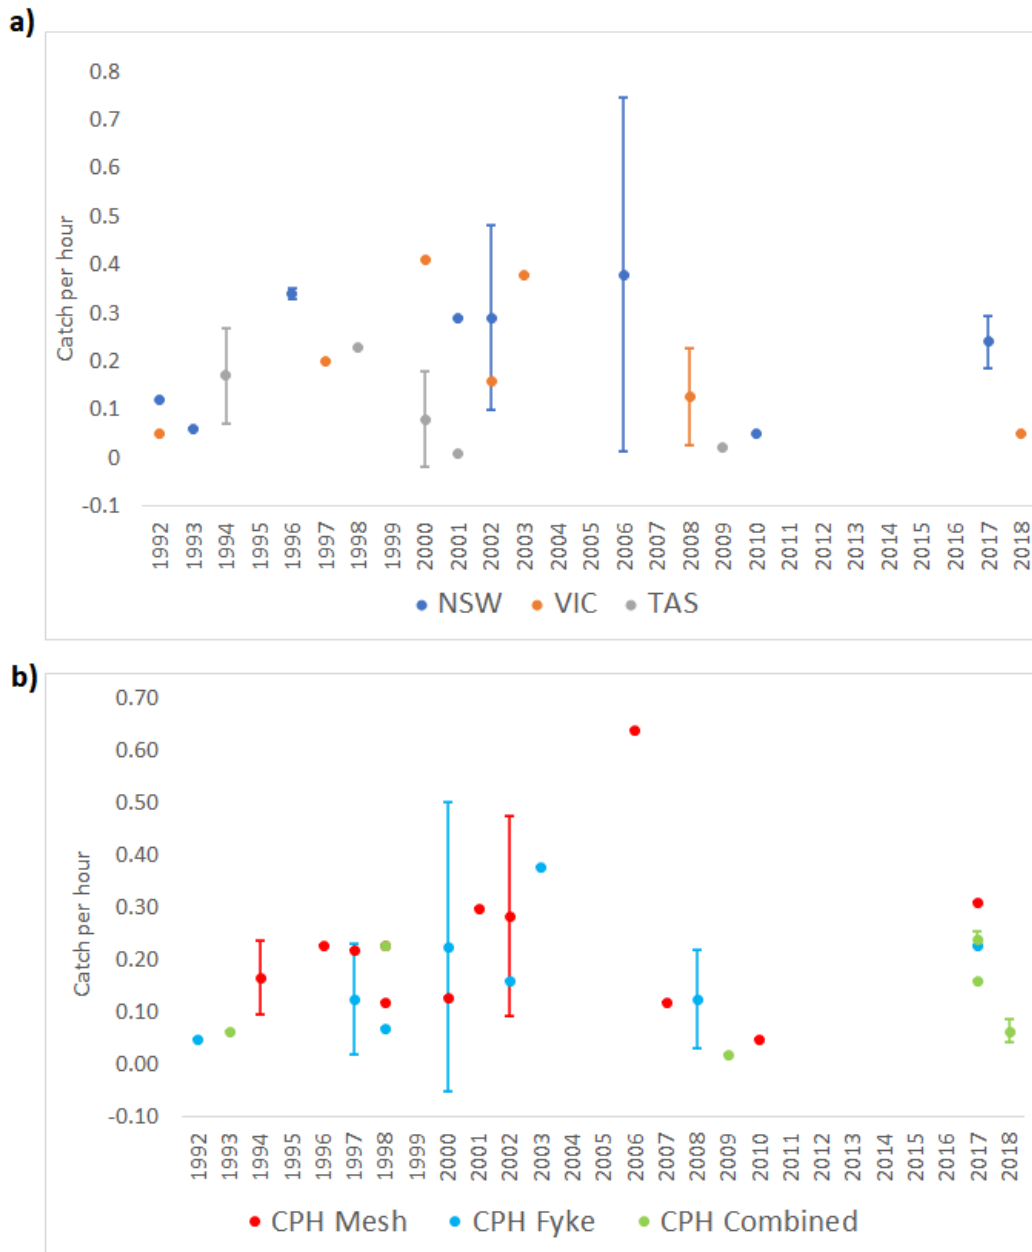 a)
0.8
0.7
0.6
0.5
0.4
0.3
0.2
0.1
0
-0.1
Catch per hour
1992 1993 1994 1995 1996 1997 1998 1999 2000 2001 2002 2003 2004 2005 2006 2007 2008 2009 2010 2011 2012 2013 2014 2015 2016 2017 2018
NSW VIC TAS
b)
0.70
0.60
0.50
0.40
0.30
0.20
0.10
0.00
-0.10
Catch per hour
1992 1993 1994 1995 1996 1997 1998 1999 2000 2001 2002 2003 2004 2005 2006 2007 2008 2009 2010 2011 2012 2013 2014 2015 2016 2017 2018
CPH Mesh CPH Fyke CPH Combined